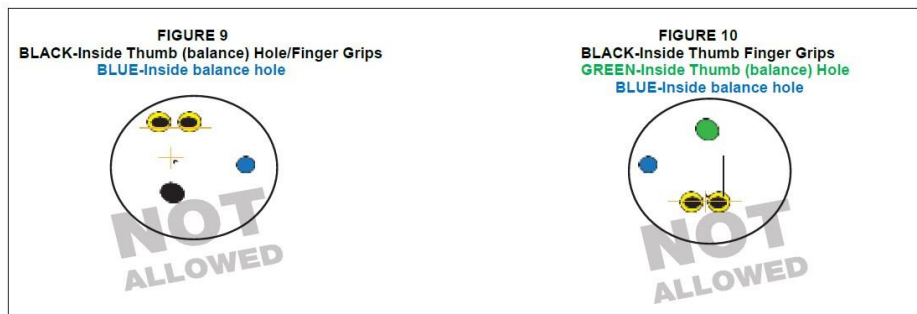 FIGURE 9
BLACK-Inside Thumb (balance) Hole/Finger Grips
BLUE-Inside balance hole
NOT
ALLOWED
FIGURE 10
BLACK-Inside Thumb Finger Grips
GREEN-Inside Thumb (balance) Hole
BLUE-Inside balance hole
NOT
ALLOWED